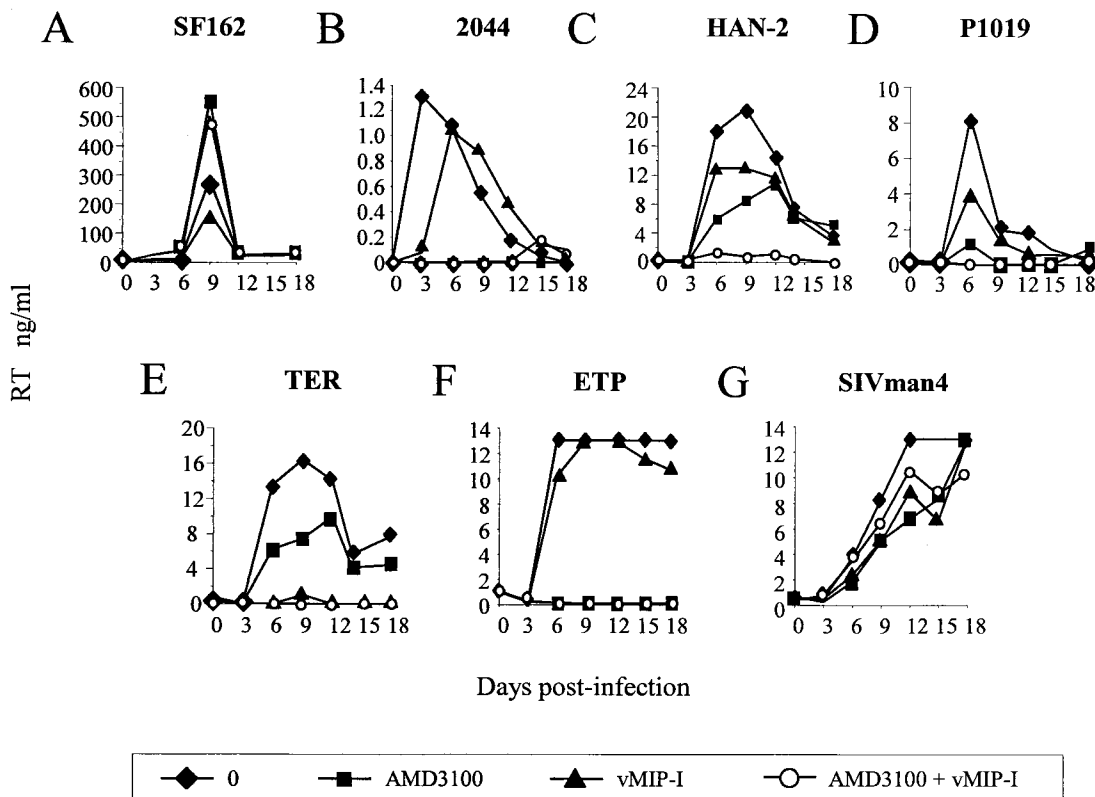 A SF162
B 2044
C HAN-2
D P1019
600
500
400
300
200
100
0
0 3 6 9 12 15 18
1.4
1.2
1.0
0.8
0.6
0.4
0.2
0
0 3 6 9 12 15 18
24
20
16
12
8
4
0
0 3 6 9 12 15 18
10
8
6
4
2
0
0 3 6 9 12 15 18
RT ng/ml
E TER
F ETP
G SIVman4
20
16
12
8
4
0
0 3 6 9 12 15 18
14
12
10
8
6
4
2
0
0 3 6 9 12 15 18
14
12
10
8
6
4
2
0
0 3 6 9 12 15 18
Days post-infection
0 AMD3100 vMIP-I AMD3100 + vMIP-I